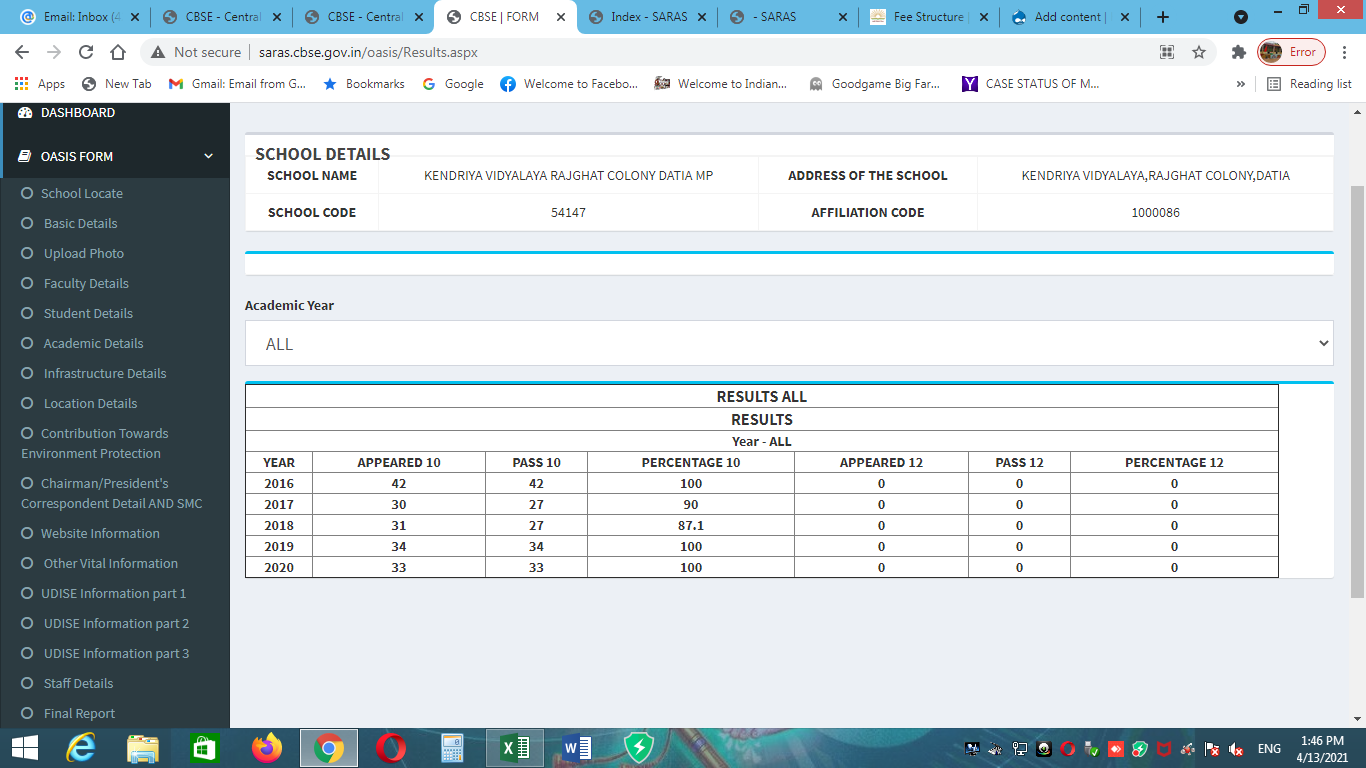 Email: Inbox (4
CBSE - Central
CBSE - Central
CBSE | FORM
Index - SARAS
- SARAS
Fee Structure
Add content |
Not secure | saras.cbse.gov.in/oasis/Results.aspx
Error
Apps
New Tab
Gmail: Email from G...
Bookmarks
Google
Welcome to Facebo...
Welcome to Indian...
Goodgame Big Far...
CASE STATUS OF M...
»
Reading list
DASHBOARD
OASIS FORM
School Locate
Basic Details
Upload Photo
Faculty Details
Student Details
Academic Details
Infrastructure Details
Location Details
Contribution Towards
Environment Protection
Chairman/President's
Correspondent Detail AND SMC
Website Information
Other Vital Information
UDISE Information part 1
UDISE Information part 2
UDISE Information part 3
Staff Details
Final Report
SCHOOL DETAILS
SCHOOL NAME KENDRIYA VIDYALAYA RAJGHAT COLONY DATIA MP ADDRESS OF THE SCHOOL KENDRIYA VIDYALAYA,RAJGHAT COLONY,DATIA
SCHOOL CODE 54147 AFFILIATION CODE 1000086
Academic Year
ALL
RESULTS ALL
RESULTS
Year - ALL
YEAR APPEARED 10 PASS 10 PERCENTAGE 10 APPEARED 12 PASS 12 PERCENTAGE 12
2016 42 42 100 0 0 0
2017 30 27 90 0 0 0
2018 31 27 87.1 0 0 0
2019 34 34 100 0 0 0
2020 33 33 100 0 0 0
ENG
1:46 PM
4/13/2021